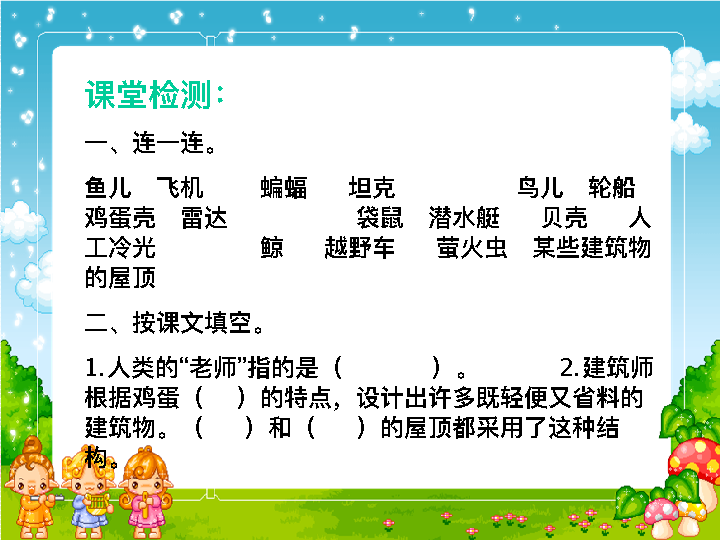 课堂检测：
一、连一连。
鱼儿 飞机 蝙蝠 坦克 鸟儿 轮船
鸡蛋壳 雷达 袋鼠 潜水艇 贝壳 人
工冷光 鲸 越野车 萤火虫 某些建筑物
的屋顶
二、按课文填空。
1.人类的“老师”指的是（ ）。 2.建筑师
根据鸡蛋（ ）的特点，设计出许多既轻便又省料的
建筑物。（ ）和（ ）的屋顶都采用了这种结
构。